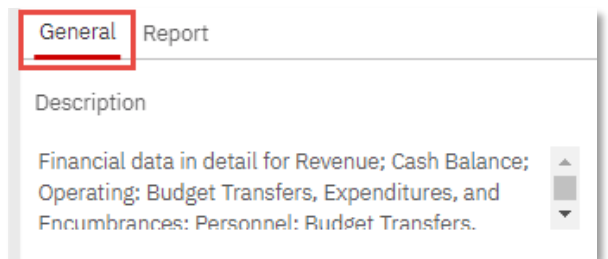 General Report
Description
Financial data in detail for Revenue; Cash Balance;
Operating: Budget Transfers, Expenditures, and
Encumbrances; Personnel: Budget Transfers,